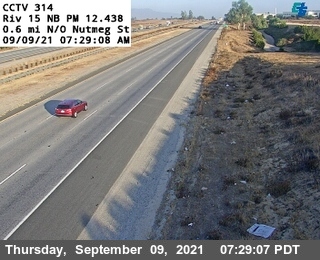 CCTV 314
Riv 15 NB PM 12.438
0.6 mi N/O Nutmeg St
09/09/21 07:29:08 AM
Thursday, September 09, 2021 07:29:07 PDT